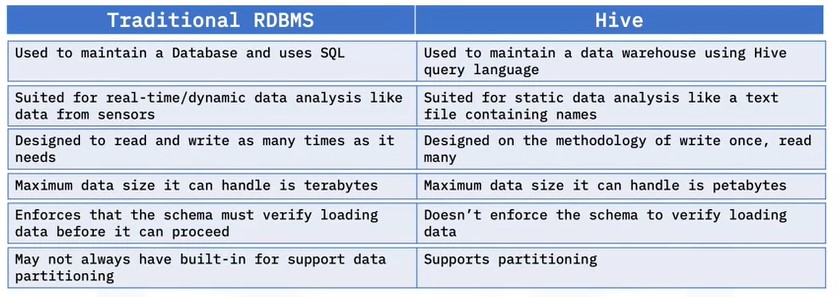 Traditional RDBMS
Hive
Used to maintain a Database and uses SQL
Used to maintain a data warehouse using Hive
query language
Suited for real-time/dynamic data analysis like
data from sensors
Suited for static data analysis like a text
file containing names
Designed to read and write as many times as it
needs
Designed on the methodology of write once, read
many
Maximum data size it can handle is terabytes
Maximum data size it can handle is petabytes
Enforces that the schema must verify loading
data before it can proceed
Doesn’t enforce the schema to verify loading
data
May not always have built-in for support data
partitioning
Supports partitioning